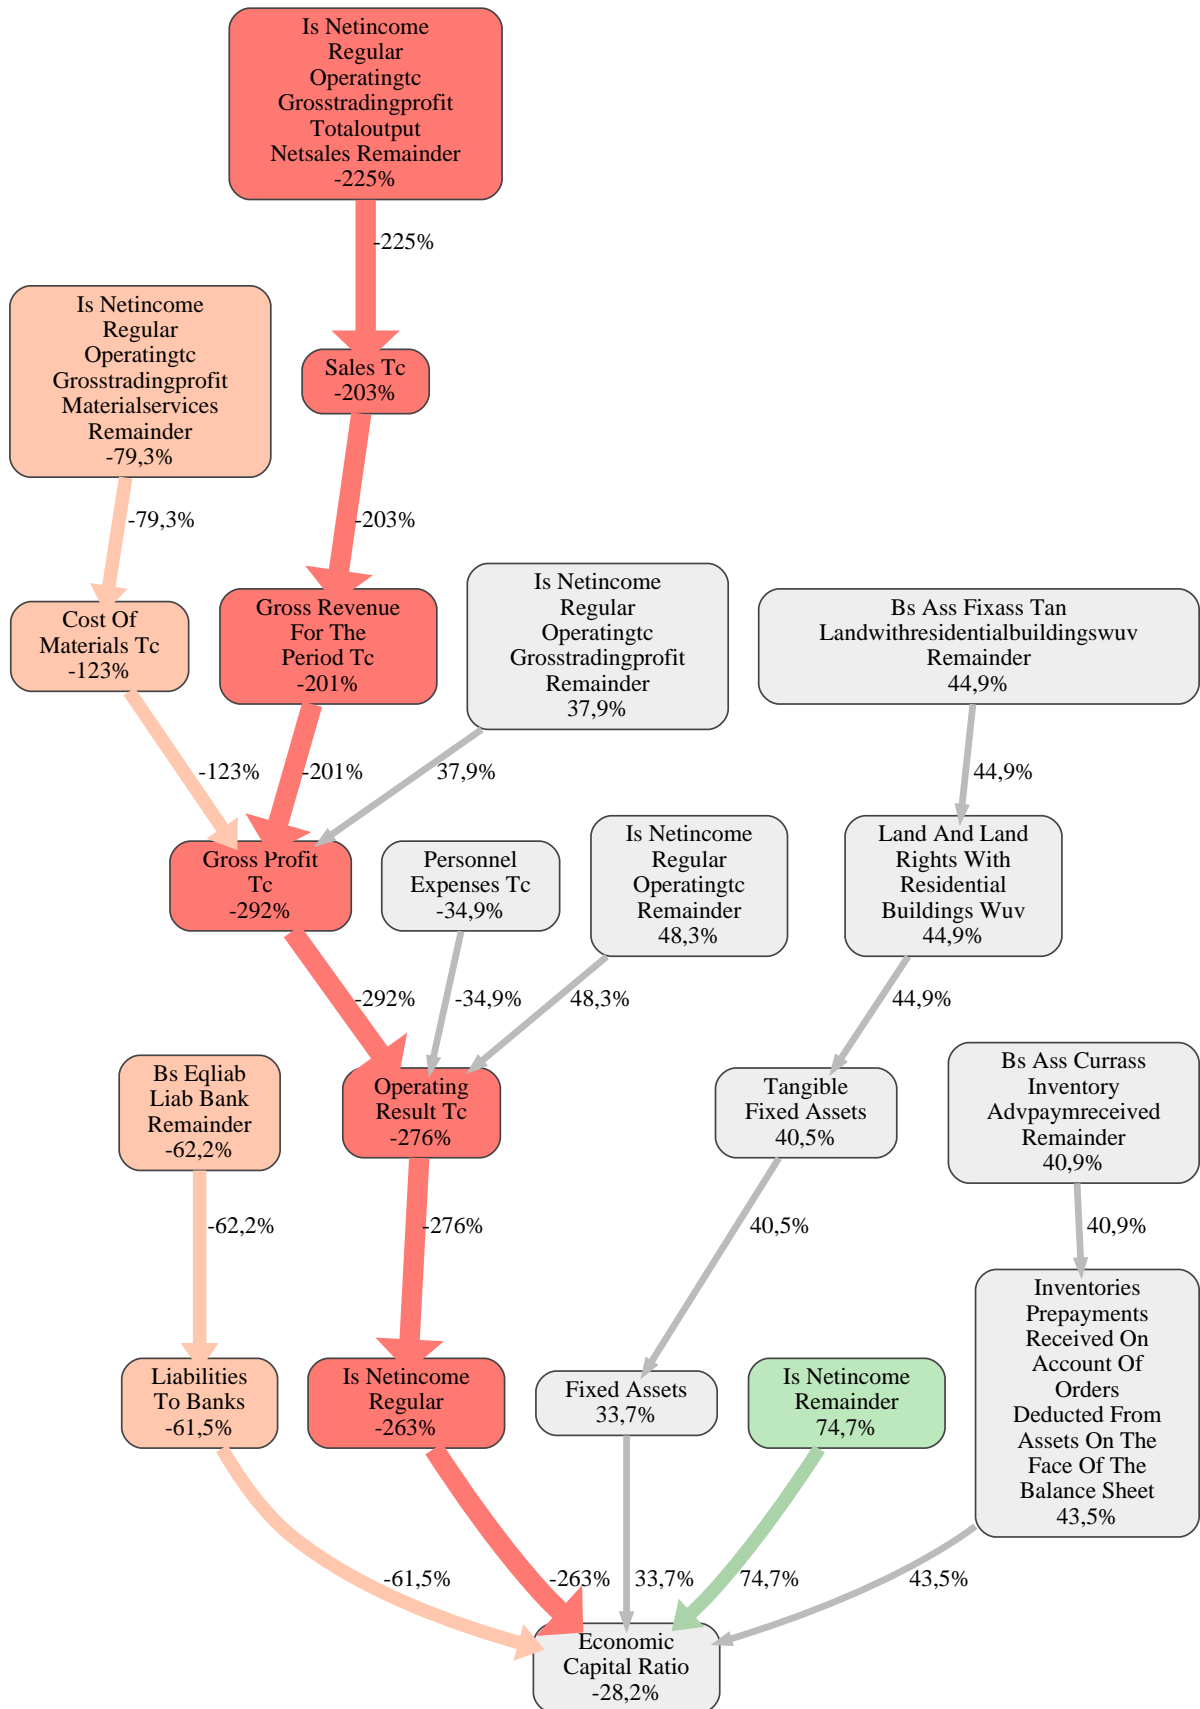 Is Netincome
Regular
Operatingtc
Grosstradingprofit
Totaloutput
Netsales Remainder
-225%
-225%
Is Netincome
Regular
Operatingtc
Grosstradingprofit
Materialservices
Remainder
-79,3%
Sales Tc
-203%
-79,3%
-203%
Cost Of
Materials Tc
-123%
Gross Revenue
For The
Period Tc
-201%
Is Netincome
Regular
Operatingtc
Grosstradingprofit
Remainder
37,9%
Bs Ass Fixass Tan
Landwithresidentialbuildingswuv
Remainder
44,9%
-123%
-201%
37,9%
44,9%
Gross Profit
Tc
-292%
Personnel
Expenses Tc
-34,9%
Is Netincome
Regular
Operatingtc
Remainder
48,3%
Land And Land
Rights With
Residential
Buildings Wuv
44,9%
-292%
-34,9%
48,3%
44,9%
Bs Eqliab
Liab Bank
Remainder
-62,2%
Operating
Result Tc
-276%
Tangible
Fixed Assets
40,5%
Bs Ass Currass
Inventory
Advpaymreceived
Remainder
40,9%
-62,2%
-276%
40,5%
40,9%
Liabilities
To Banks
-61,5%
Is Netincome
Regular
-263%
Fixed Assets
33,7%
Is Netincome
Remainder
74,7%
Inventories
Prepayments
Received On
Account Of
Orders
Deducted From
Assets On The
Face Of The
Balance Sheet
43,5%
-61,5%
-263%
33,7%
74,7%
43,5%
Economic
Capital Ratio
-28,2%